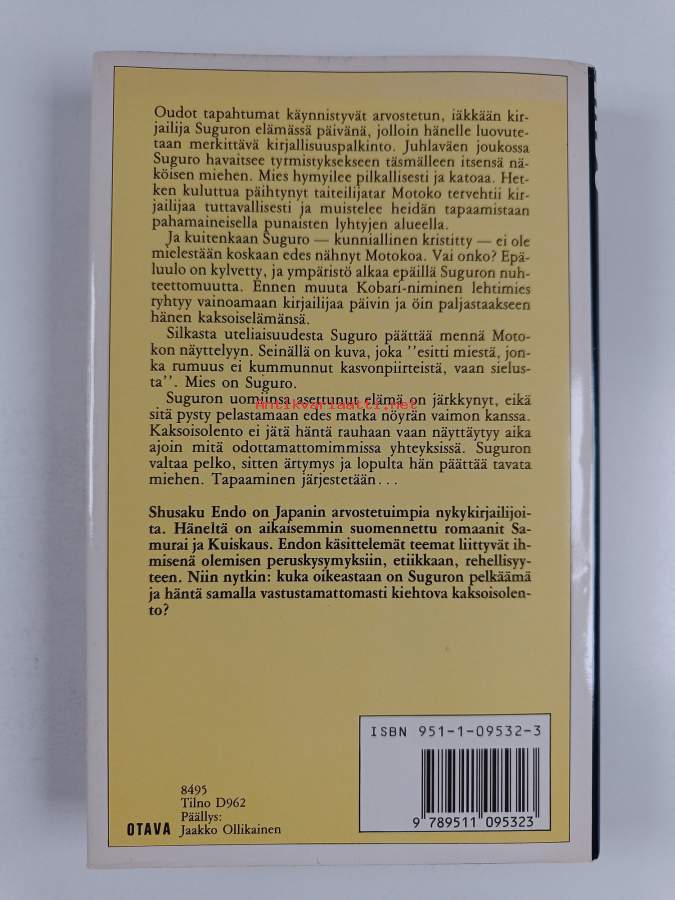 Oudot tapahtumat käynnistyvät arvostetun, iäkkään kir-
jailija Suguron elämässä päivänä, jolloin hänelle luovute-
taan merkittävä kirjallisuuspalkinto. Juhlaväen joukossa
Suguro havaitsee tyrmistyksekseen täsmälleen itsensä nä-
köisen miehen. Mies hymyilee pilkallisesti ja katoaa. Het-
ken kuluttua päihtynyt taiteilijatar Motoko tervehtii kir-
jailijaa tuttavallisesti ja muistelee heidän tapaamistaan
pahamaineisella punaisten lyhtyjen alueella.
Ja kuitenkaan Suguro — kunniallinen kristitty — ei ole
mielestään koskaan edes nähnyt Motokoa. Vai onko? Epä-
luulo on kylvetty, ja ympäristö alkaa epäillä Suguron nuh-
teettomuutta. Ennen muuta Kobari-niminen lehtimies
ryhtyy vainoamaan kirjailijaa päivin ja öin paljastaakseen
hänen kaksoiselämänsä.
Silkasta uteliaisuudesta Suguro päättää mennä Moto-
kon näyttelyyn. Seinällä on kuva, joka "esitti miestä, jon-
ka rumuus ei kummunnut kasvonpiirteistä, vaan sielus-
ta". Mies on Suguro.
Suguron uomiinsa asettunut elämä on järkkynyt, eikä
Antikvariaatti.net
sitä pysty pelastamaan edes matka nöyrän vaimon kanssa.
Kaksoisolento ei jätä häntä rauhaan vaan näyttäytyy aika
ajoin mitä odottamattomimmissa yhteyksissä. Suguron
valtaa pelko, sitten ärtymys ja lopulta hän päättää tavata
miehen. Tapaaminen järjestetään...
Shusaku Endo on Japanin arvostetuimpia nykykirjailijoi-
ta. Häneltä on aikaisemmin suomennettu romaanit Sa-
murai ja Kuiskaus. Endon käsittelemät teemat liittyvät ih-
misenä olemisen peruskysymyksiin, etiikkaan, rehellisyy-
teen. Niin nytkin: kuka oikeastaan on Suguron pelkäämä
ja häntä samalla vastustamattomasti kiehtova kaksoisolen-
to?
ISBN 951-1-09532-3
9 789511 095323
8495
Tilno D962
Päällys:
OTAVA Jaakko Ollikainen